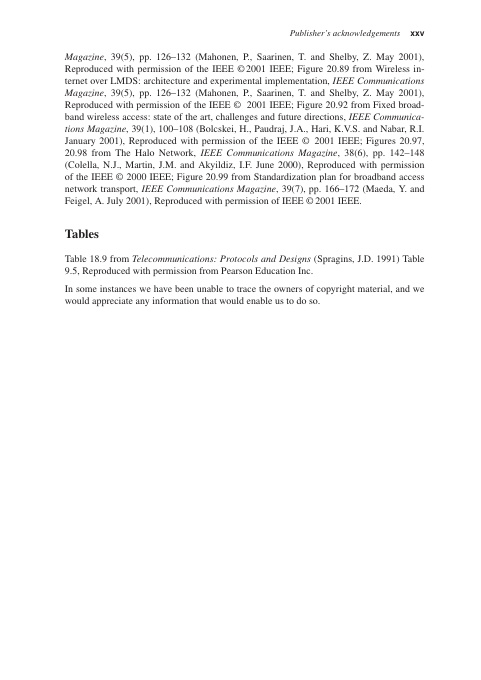 Publisher's acknowledgements xxv
Magazine, 39(5), pp. 126–132 (Mahonen, P., Saarinen, T. and Shelby, Z. May 2001),
Reproduced with permission of the IEEE ©2001 IEEE; Figure 20.89 from Wireless in-
ternet over LMDS: architecture and experimental implementation, IEEE Communications
Magazine, 39(5), pp. 126–132 (Mahonen, P., Saarinen, T. and Shelby, Z. May 2001),
Reproduced with permission of the IEEE © 2001 IEEE; Figure 20.92 from Fixed broad-
band wireless access: state of the art, challenges and future directions, IEEE Communica-
tions Magazine, 39(1), 100–108 (Bolcskei, H., Paudraj, J.A., Hari, K.V.S. and Nabar, R.I.
January 2001), Reproduced with permission of the IEEE © 2001 IEEE; Figures 20.97,
20.98 from The Halo Network, IEEE Communications Magazine, 38(6), pp. 142–148
(Colella, N.J., Martin, J.M. and Akyildiz, I.F. June 2000), Reproduced with permission
of the IEEE © 2000 IEEE; Figure 20.99 from Standardization plan for broadband access
network transport, IEEE Communications Magazine, 39(7), pp. 166–172 (Maeda, Y. and
Feigel, A. July 2001), Reproduced with permission of IEEE © 2001 IEEE.
Tables
Table 18.9 from Telecommunications: Protocols and Designs (Spragins, J.D. 1991) Table
9.5, Reproduced with permission from Pearson Education Inc.
In some instances we have been unable to trace the owners of copyright material, and we
would appreciate any information that would enable us to do so.